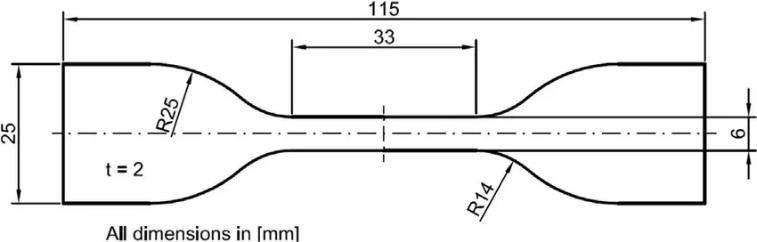 115
33
R25
25
6
t = 2
R14
All dimensions in [mm]